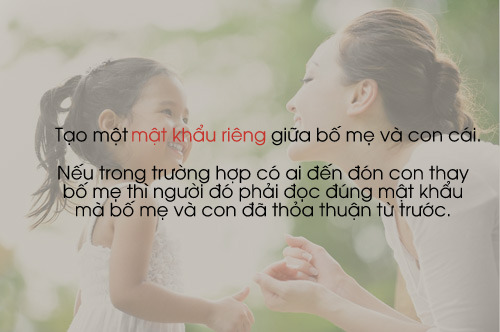 Tạo một mật khẩu riêng giữa bố mẹ và con cái.
Nếu trong trường hợp có ai đến đón con thay
bố mẹ thì người đó phải đọc đúng mật khẩu
mà bố mẹ và con đã thỏa thuận từ trước.